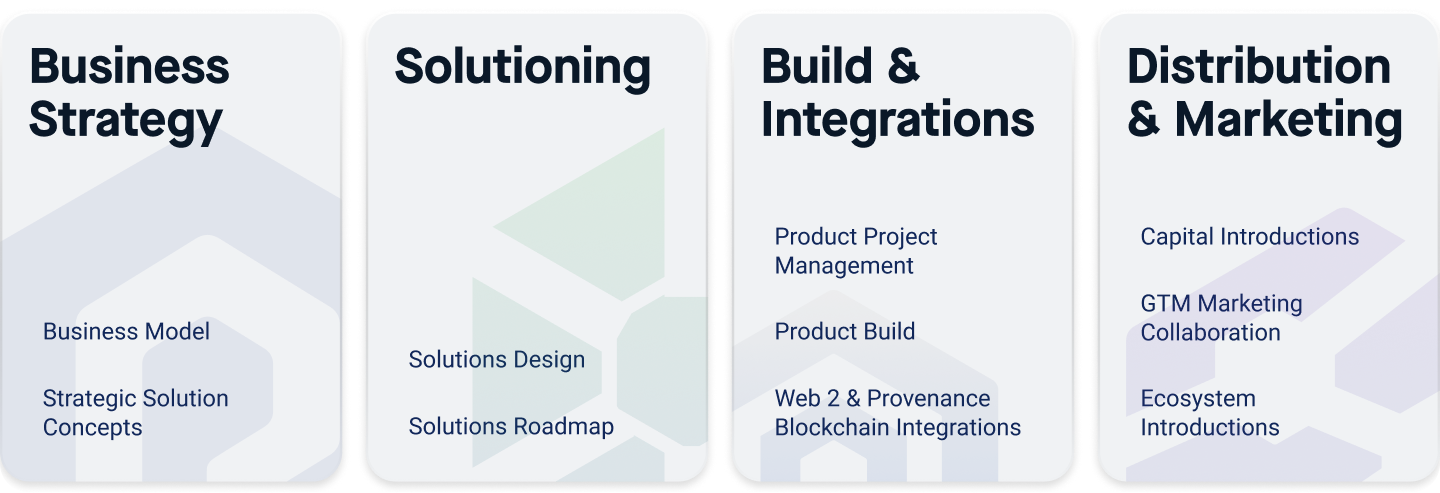 Business
Strategy
Business Model
Strategic Solution
Concepts
Solutioning
Solutions Design
Solutions Roadmap
Build &
Integrations
Product Project
Management
Product Build
Web 2 & Provenance
Blockchain Integrations
Distribution
& Marketing
Capital Introductions
GTM Marketing
Collaboration
Ecosystem
Introductions